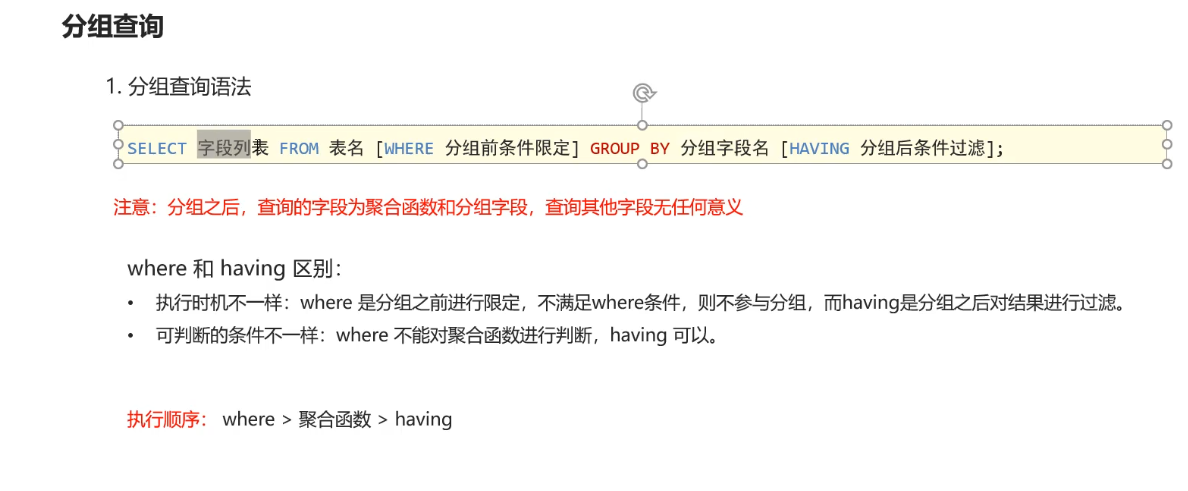 分组查询
1. 分组查询语法
SELECT 字段列表 FROM 表名 [WHERE 分组前条件限定] GROUP BY 分组字段名 [HAVING 分组后条件过滤];
注意：分组之后，查询的字段为聚合函数和分组字段，查询其他字段无任何意义
where 和 having 区别：
• 执行时机不一样：where 是分组之前进行限定，不满足where条件，则不参与分组，而having是分组之后对结果进行过滤。
• 可判断的条件不一样：where 不能对聚合函数进行判断，having 可以。
执行顺序： where > 聚合函数 > having